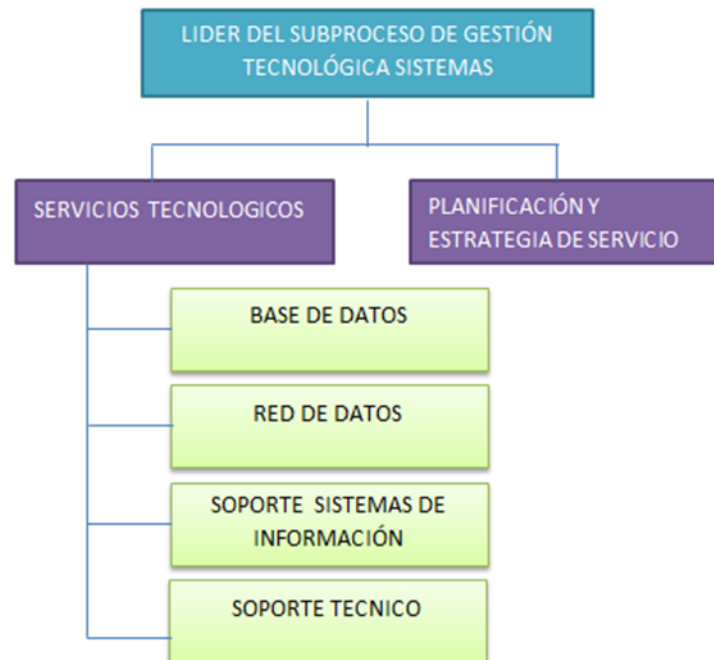 LIDER DEL SUBPROCESO DE GESTIÓN
TECNOLÓGICA SISTEMAS
SERVICIOS TECNOLOGICOS
PLANIFICACIÓN Y
ESTRATEGIA DE SERVICIO
BASE DE DATOS
RED DE DATOS
SOPORTE SISTEMAS DE
INFORMACIÓN
SOPORTE TECNICO